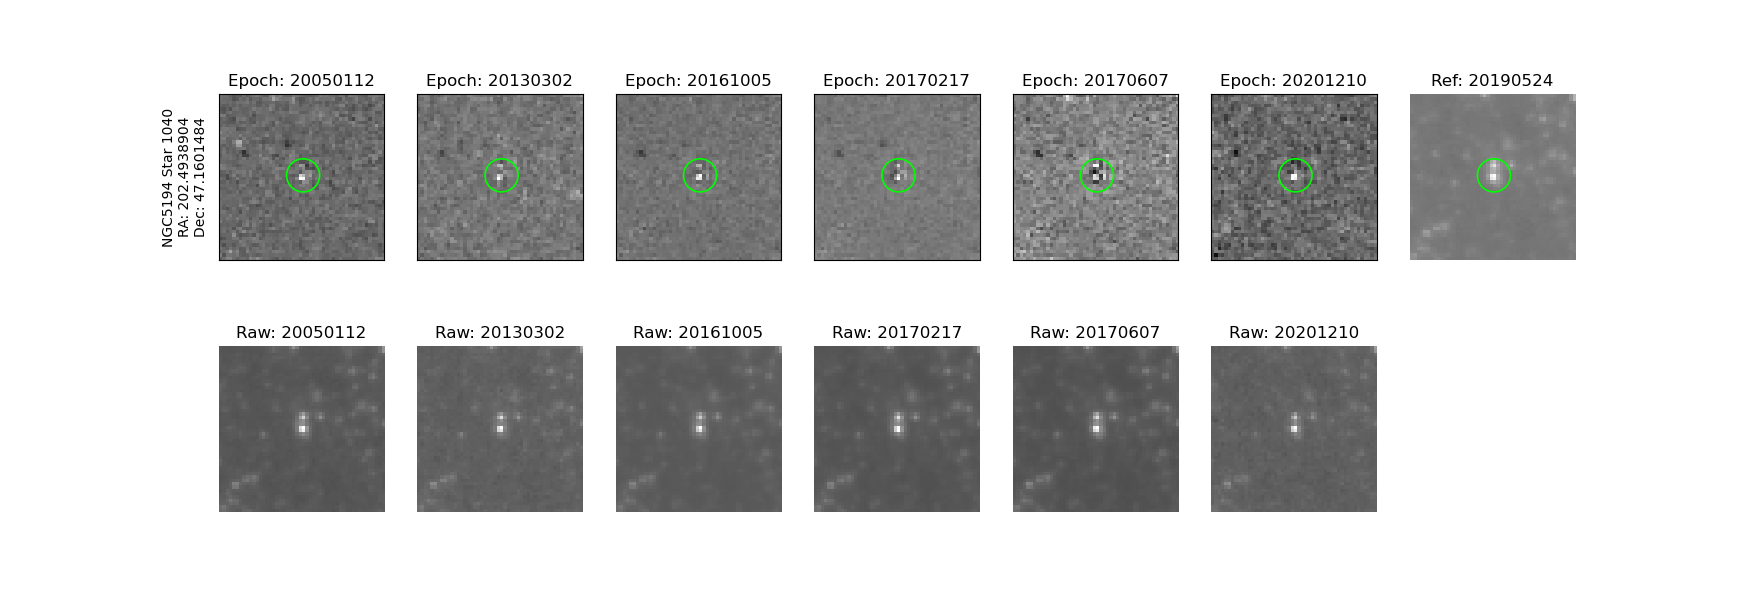 Epoch: 20050112
Epoch: 20130302
Epoch: 20161005
Epoch: 20170217
Epoch: 20170607
Epoch: 20201210
Ref: 20190524
NGC5194 Star 1040
RA: 202.4938904
Dec: 47.1601484
Raw: 20050112
Raw: 20130302
Raw: 20161005
Raw: 20170217
Raw: 20170607
Raw: 20201210